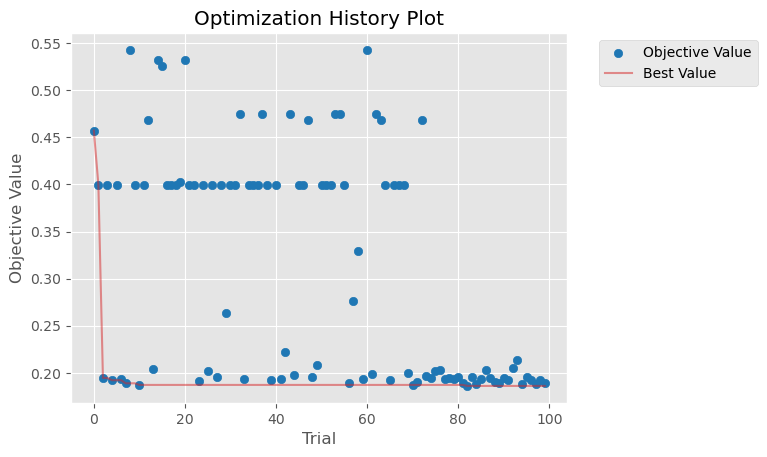 Optimization History Plot
Objective Value
Best Value
0.55
0.50
0.45
0.40
0.35
0.30
0.25
0.20
Objective Value
0
20
40
60
80
100
Trial